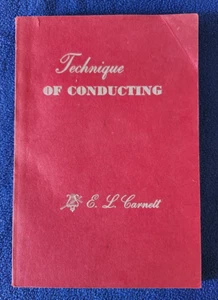 Technique
OF CONDUCTING
E. L. Carnett